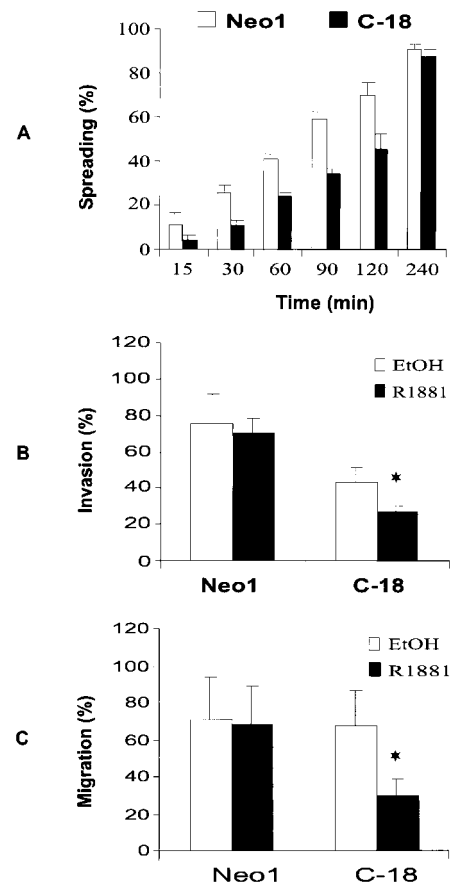 Neo1 C-18
A
Spreading (%)
100
80
60
40
20
0
15 30 60 90 120 240
Time (min)
B
Invasion (%)
120
100
80
60
40
20
0
EtOH
R1881
*
Neo1 C-18
C
Migration (%)
120
100
80
60
40
20
0
EtOH
R1881
*
Neo1 C-18